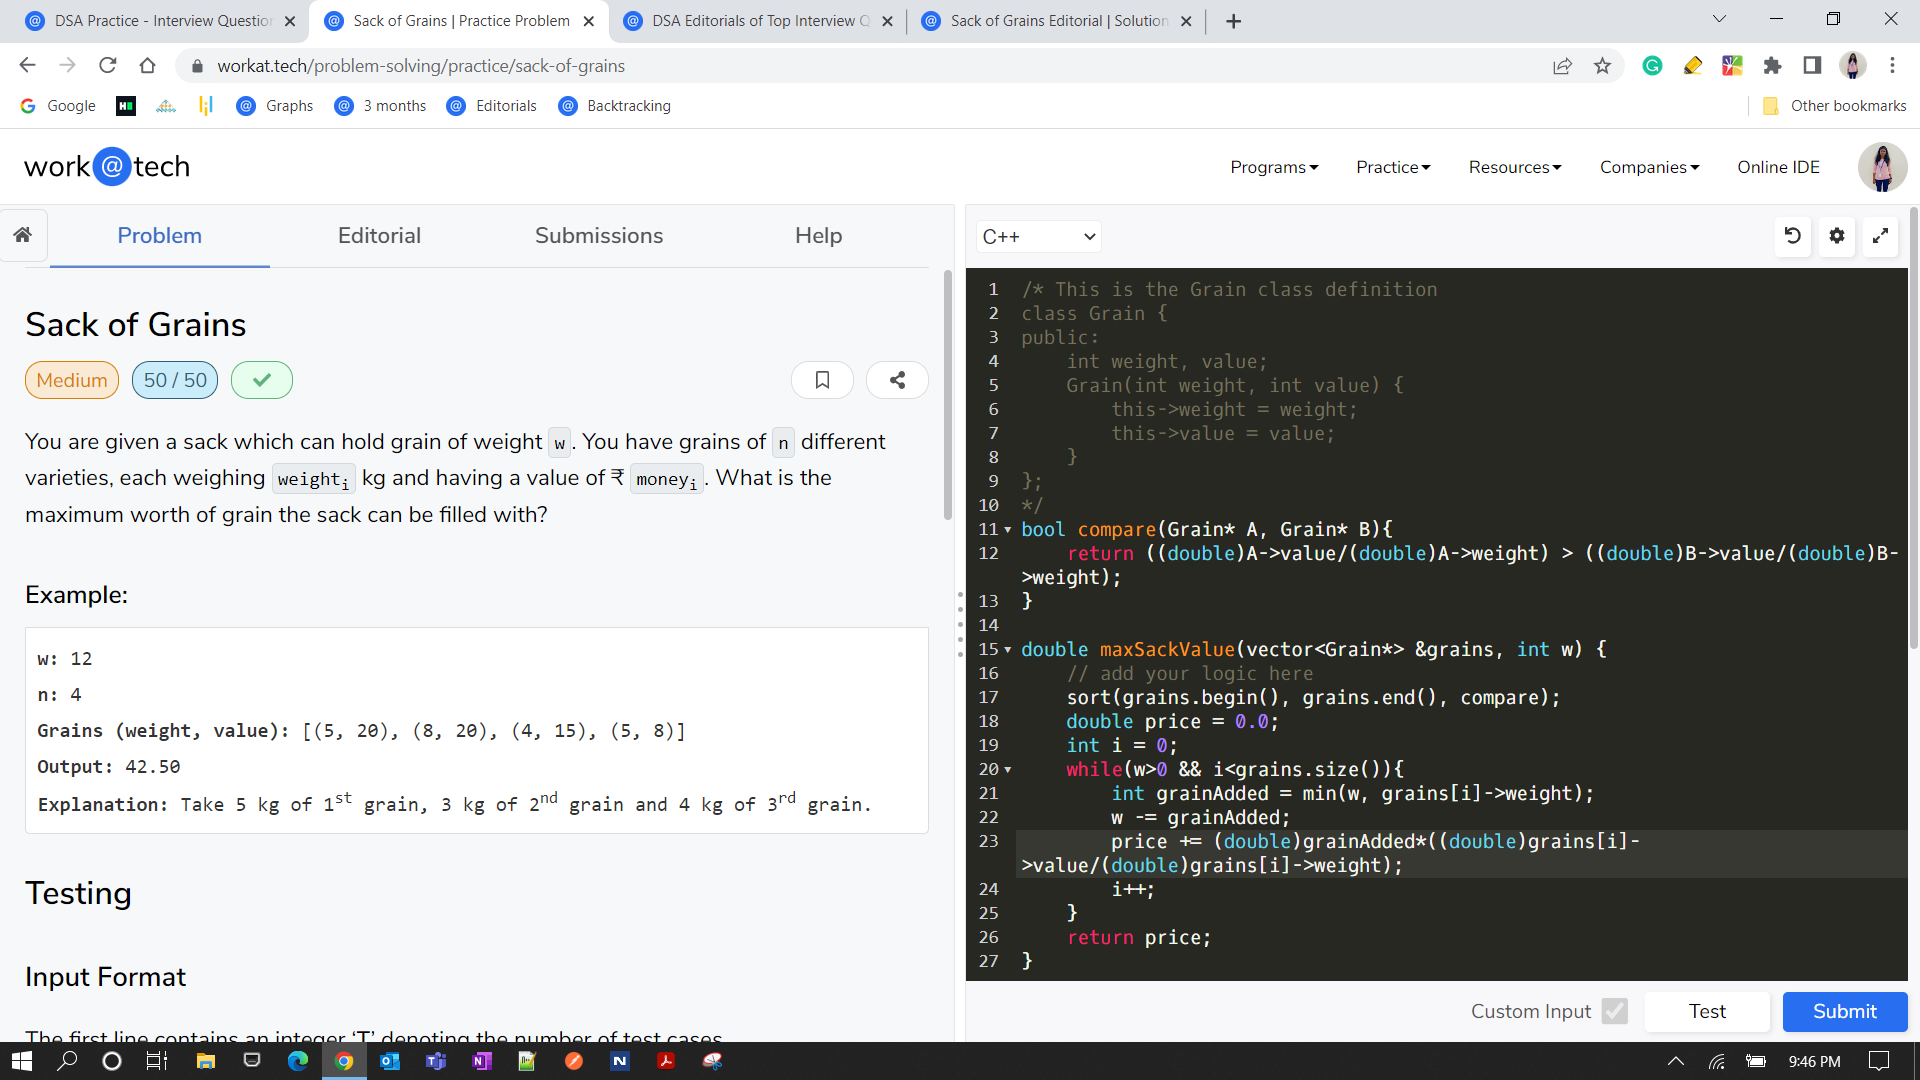 DSA Practice - Interview Question
Sack of Grains | Practice Problem
DSA Editorials of Top Interview Q
Sack of Grains Editorial | Solution
workat.tech/problem-solving/practice/sack-of-grains
Google
Graphs
3 months
Editorials
Backtracking
Other bookmarks
work@tech
Programs
Practice
Resources
Companies
Online IDE
Problem
Editorial
Submissions
Help
C++
Sack of Grains
Medium
50 / 50
You are given a sack which can hold grain of weight w. You have grains of n different
varieties, each weighing weight_i kg and having a value of ₹ money_i. What is the
maximum worth of grain the sack can be filled with?
Example:
w: 12
n: 4
Grains (weight, value): [(5, 20), (8, 20), (4, 15), (5, 8)]
Output: 42.50
Explanation: Take 5 kg of 1st grain, 3 kg of 2nd grain and 4 kg of 3rd grain.
Testing
Input Format
The first line contains an integer ‘T’ denoting the number of test cases.
1 /* This is the Grain class definition
2 class Grain {
3 public:
4     int weight, value;
5     Grain(int weight, int value) {
6         this->weight = weight;
7         this->value = value;
8     }
9 };
10 */
11 bool compare(Grain* A, Grain* B){
12     return ((double)A->value/(double)A->weight) > ((double)B->value/(double)B-
>weight);
13 }
14
15 double maxSackValue(vector<Grain*> &grains, int w) {
16     // add your logic here
17     sort(grains.begin(), grains.end(), compare);
18     double price = 0.0;
19     int i = 0;
20     while(w>0 && i<grains.size()){
21         int grainAdded = min(w, grains[i]->weight);
22         w -= grainAdded;
23         price += (double)grainAdded*((double)grains[i]-
>value/(double)grains[i]->weight);
24         i++;
25     }
26     return price;
27 }
Custom Input
Test
Submit
9:46 PM